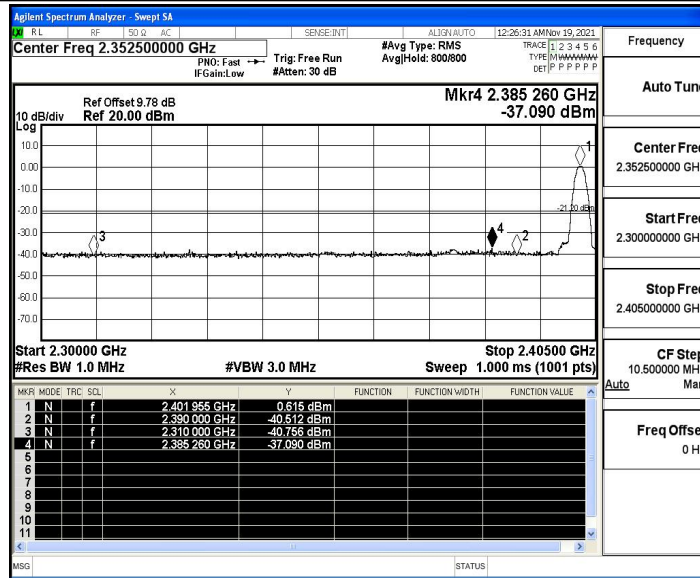 Agilent Spectrum Analyzer - Swept SA
RL RF 50 Ω AC SENSE:INT ALIGN AUTO 12:26:31 AM Nov 19, 2021
Center Freq 2.352500000 GHz
PNO: Fast
IFGain:Low
Trig: Free Run
#Atten: 30 dB
#Avg Type: RMS
Avg|Hold: 800/800
TRACE 1 2 3 4 5 6
TYPE M
DET P P P P P P
Ref Offset 9.78 dB
Ref 20.00 dBm
10 dB/div
Log
Mkr4 2.385 260 GHz
-37.090 dBm
10.0
0.00
-10.0
-20.0
-30.0
-40.0
-50.0
-60.0
-70.0
1
2
3
4
-21.20 dBm
Start 2.30000 GHz Stop 2.40500 GHz
#Res BW 1.0 MHz #VBW 3.0 MHz Sweep 1.000 ms (1001 pts)
MKR MODE TRC SCL X Y FUNCTION FUNCTION WIDTH FUNCTION VALUE
1 N f 2.401 955 GHz 0.615 dBm
2 N f 2.390 000 GHz -40.512 dBm
3 N f 2.310 000 GHz -40.756 dBm
4 N f 2.385 260 GHz -37.090 dBm
5
6
7
8
9
10
11
MSG STATUS
Frequency
Auto Tun
Center Fre
2.352500000 GH
Start Fre
2.300000000 GH
Stop Fre
2.405000000 GH
CF Step
10.500000 MH
Auto Ma
Freq Offse
0 H